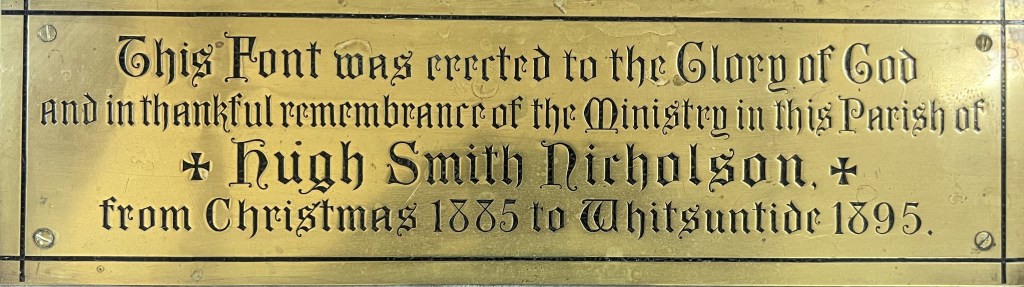 This Font was erected to the Glory of God
and in thankful remembrance of the Ministry in this Parish of
✠ Hugh Smith Nicholson, ✠
from Christmas 1885 to Whitsuntide 1895.